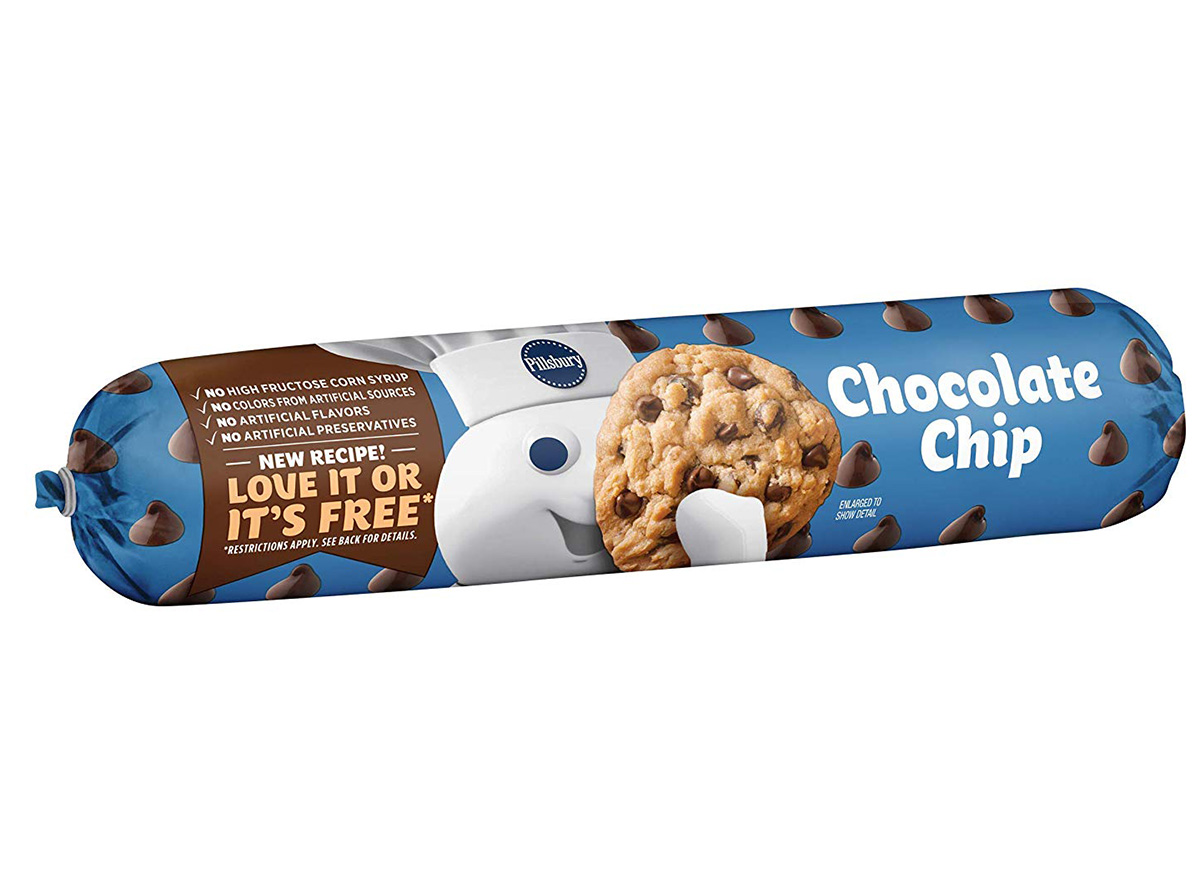 ✓ NO HIGH FRUCTOSE CORN SYRUP
✓ NO COLORS FROM ARTIFICIAL SOURCES
✓ NO ARTIFICIAL FLAVORS
✓ NO ARTIFICIAL PRESERVATIVES
NEW RECIPE!
LOVE IT OR
IT'S FREE*
*RESTRICTIONS APPLY. SEE BACK FOR DETAILS.
Pillsbury
Chocolate
Chip
ENLARGED TO
SHOW DETAIL